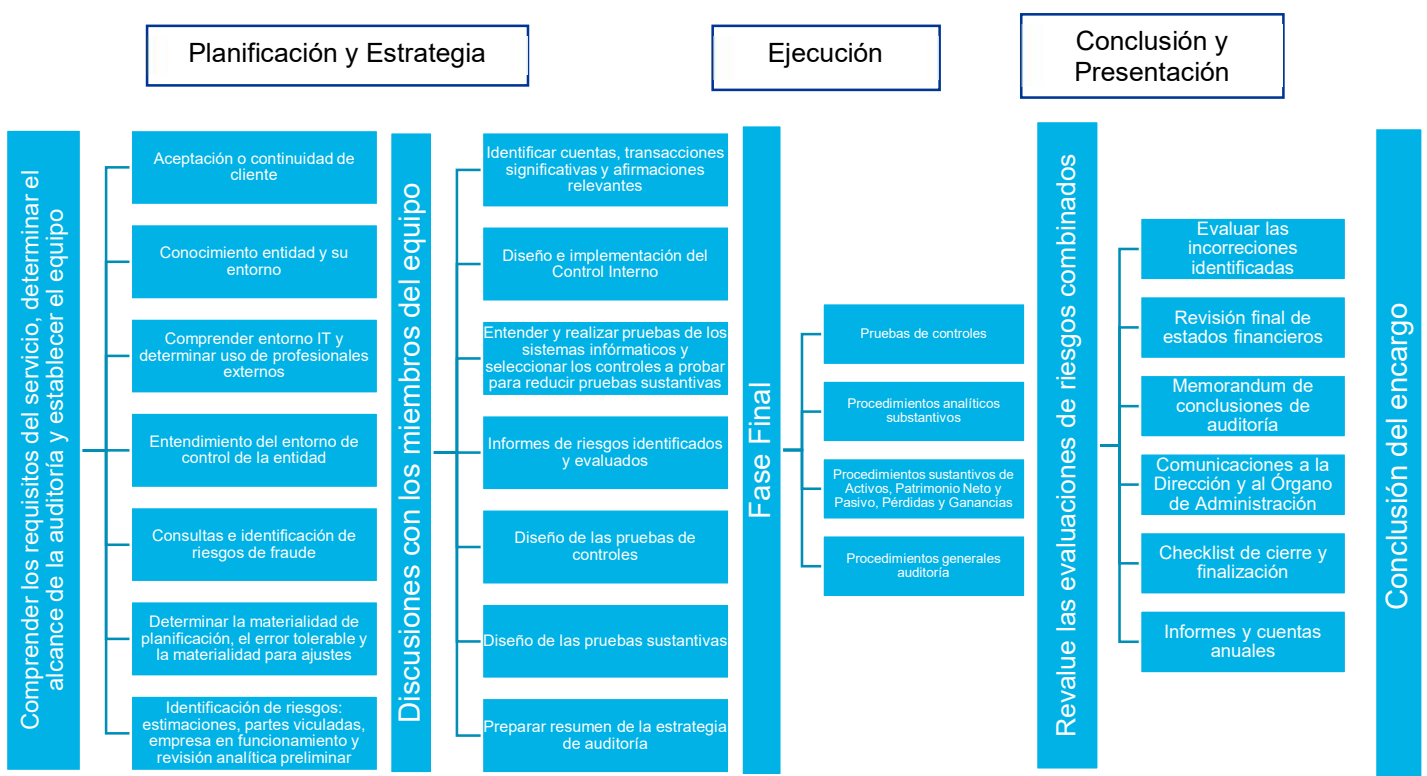 Planificación y Estrategia
Ejecución
Conclusión y
Presentación
Comprender los requisitos del servicio, determinar el
alcance de la auditoría y establecer el equipo
Aceptación o continuidad de
cliente
Conocimiento entidad y su
entorno
Comprender entorno IT y
determinar uso de profesionales
externos
Entendimiento del entorno de
control de la entidad
Consultas e identificación de
riesgos de fraude
Determinar la materialidad de
planificación, el error tolerable y
la materialidad para ajustes
Identificación de riesgos:
estimaciones, partes viculadas,
empresa en funcionamiento y
revisión analítica preliminar
Discusiones con los miembros del equipo
Identificar cuentas, transacciones
significativas y afirmaciones
relevantes
Diseño e implementación del
Control Interno
Entender y realizar pruebas de los
sistemas infórmaticos y
seleccionar los controles a probar
para reducir pruebas sustantivas
Informes de riesgos identificados
y evaluados
Diseño de las pruebas de
controles
Diseño de las pruebas sustantivas
Preparar resumen de la estrategia
de auditoría
Fase Final
Pruebas de controles
Procedimientos analíticos
substantivos
Procedimientos sustantivos de
Activos, Patrimonio Neto y
Pasivo, Pérdidas y Ganancias
Procedimientos generales
auditoría
Revalue las evaluaciones de riesgos combinados
Evaluar las
incorreciones
identificadas
Revisión final de
estados financieros
Memorandum de
conclusiones de
auditoría
Comunicaciones a la
Dirección y al Órgano
de Administración
Checklist de cierre y
finalización
Informes y cuentas
anuales
Conclusión del encargo